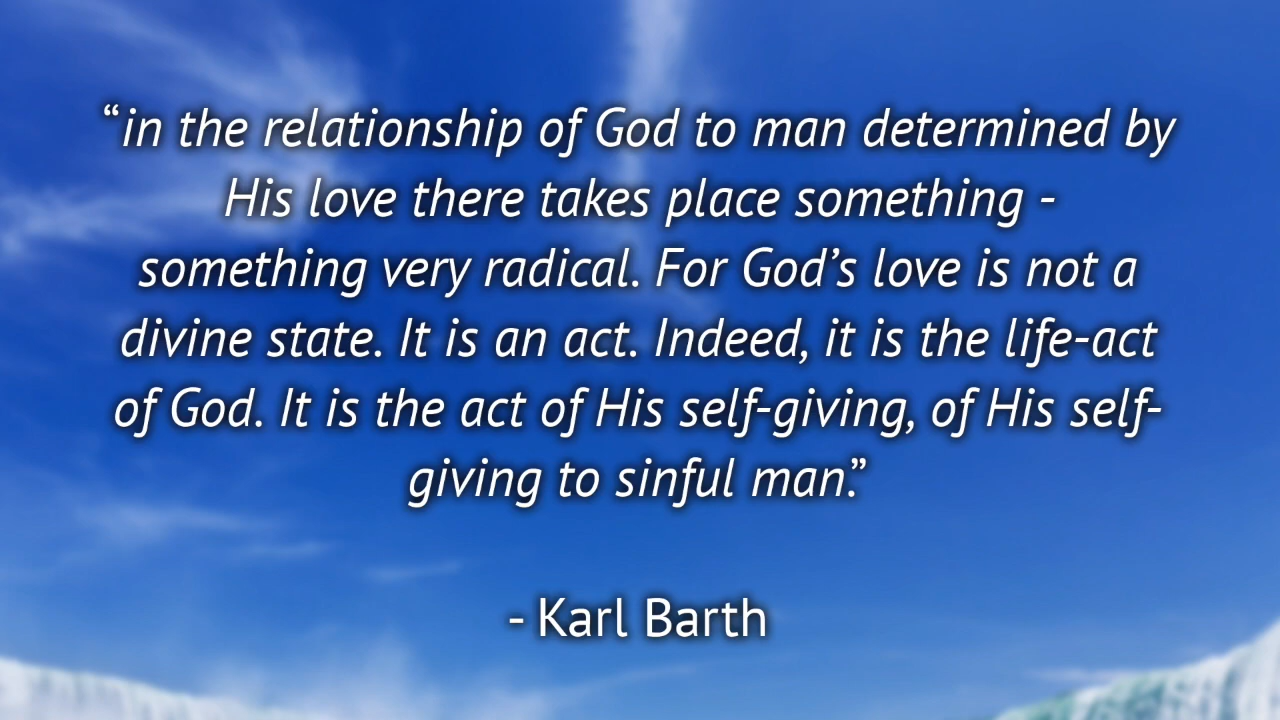 “in the relationship of God to man determined by
His love there takes place something -
something very radical. For God’s love is not a
divine state. It is an act. Indeed, it is the life-act
of God. It is the act of His self-giving, of His self-
giving to sinful man.”
- Karl Barth